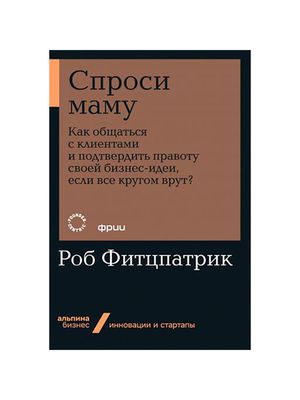 Спроси
маму
Как общаться
с клиентами
и подтвердить правоту
своей бизнес-идеи,
если все кругом врут?
фрии
Роб Фитцпатрик
альпина
бизнес
инновации и стартапы